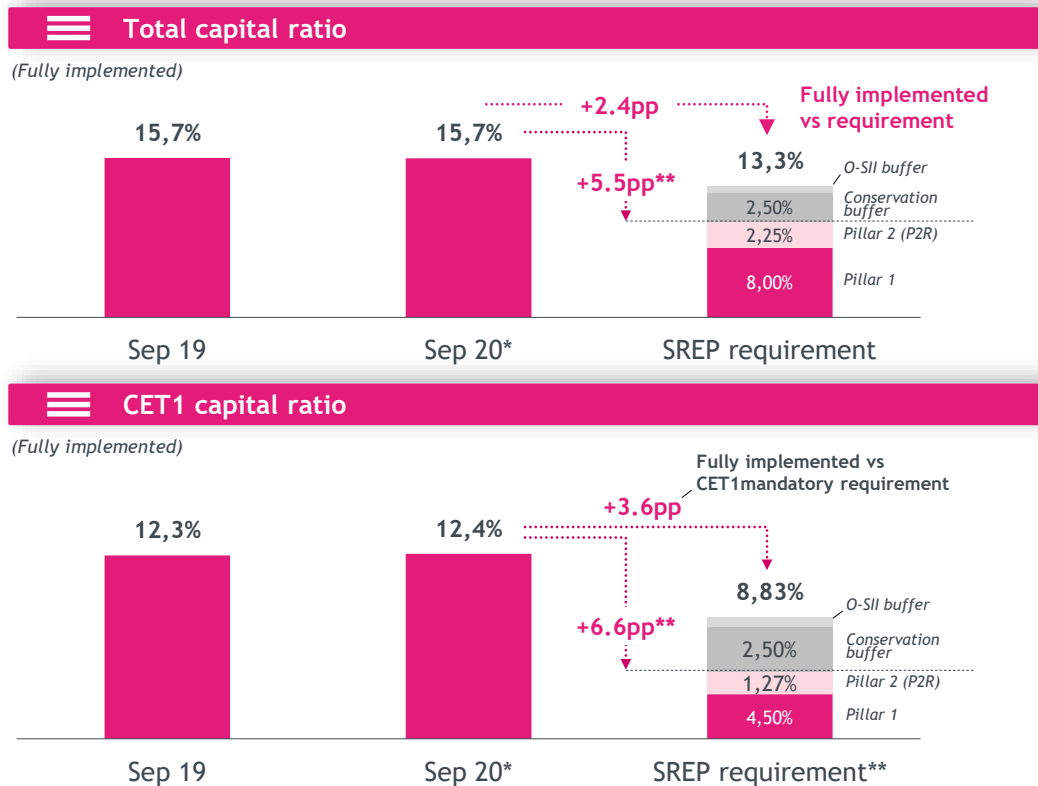 Total capital ratio
(Fully implemented)
+2.4pp
Fully implemented
vs requirement
15,7%
15,7%
13,3%
O-SII buffer
+5.5pp**
Conservation
buffer
2,50%
2,25%
Pillar 2 (P2R)
8,00%
Pillar 1
Sep 19
Sep 20*
SREP requirement
CET1 capital ratio
(Fully implemented)
Fully implemented vs
CET1mandatory requirement
+3.6pp
12,3%
12,4%
8,83%
O-SII buffer
+6.6pp**
Conservation
buffer
2,50%
1,27%
Pillar 2 (P2R)
4,50%
Pillar 1
Sep 19
Sep 20*
SREP requirement**